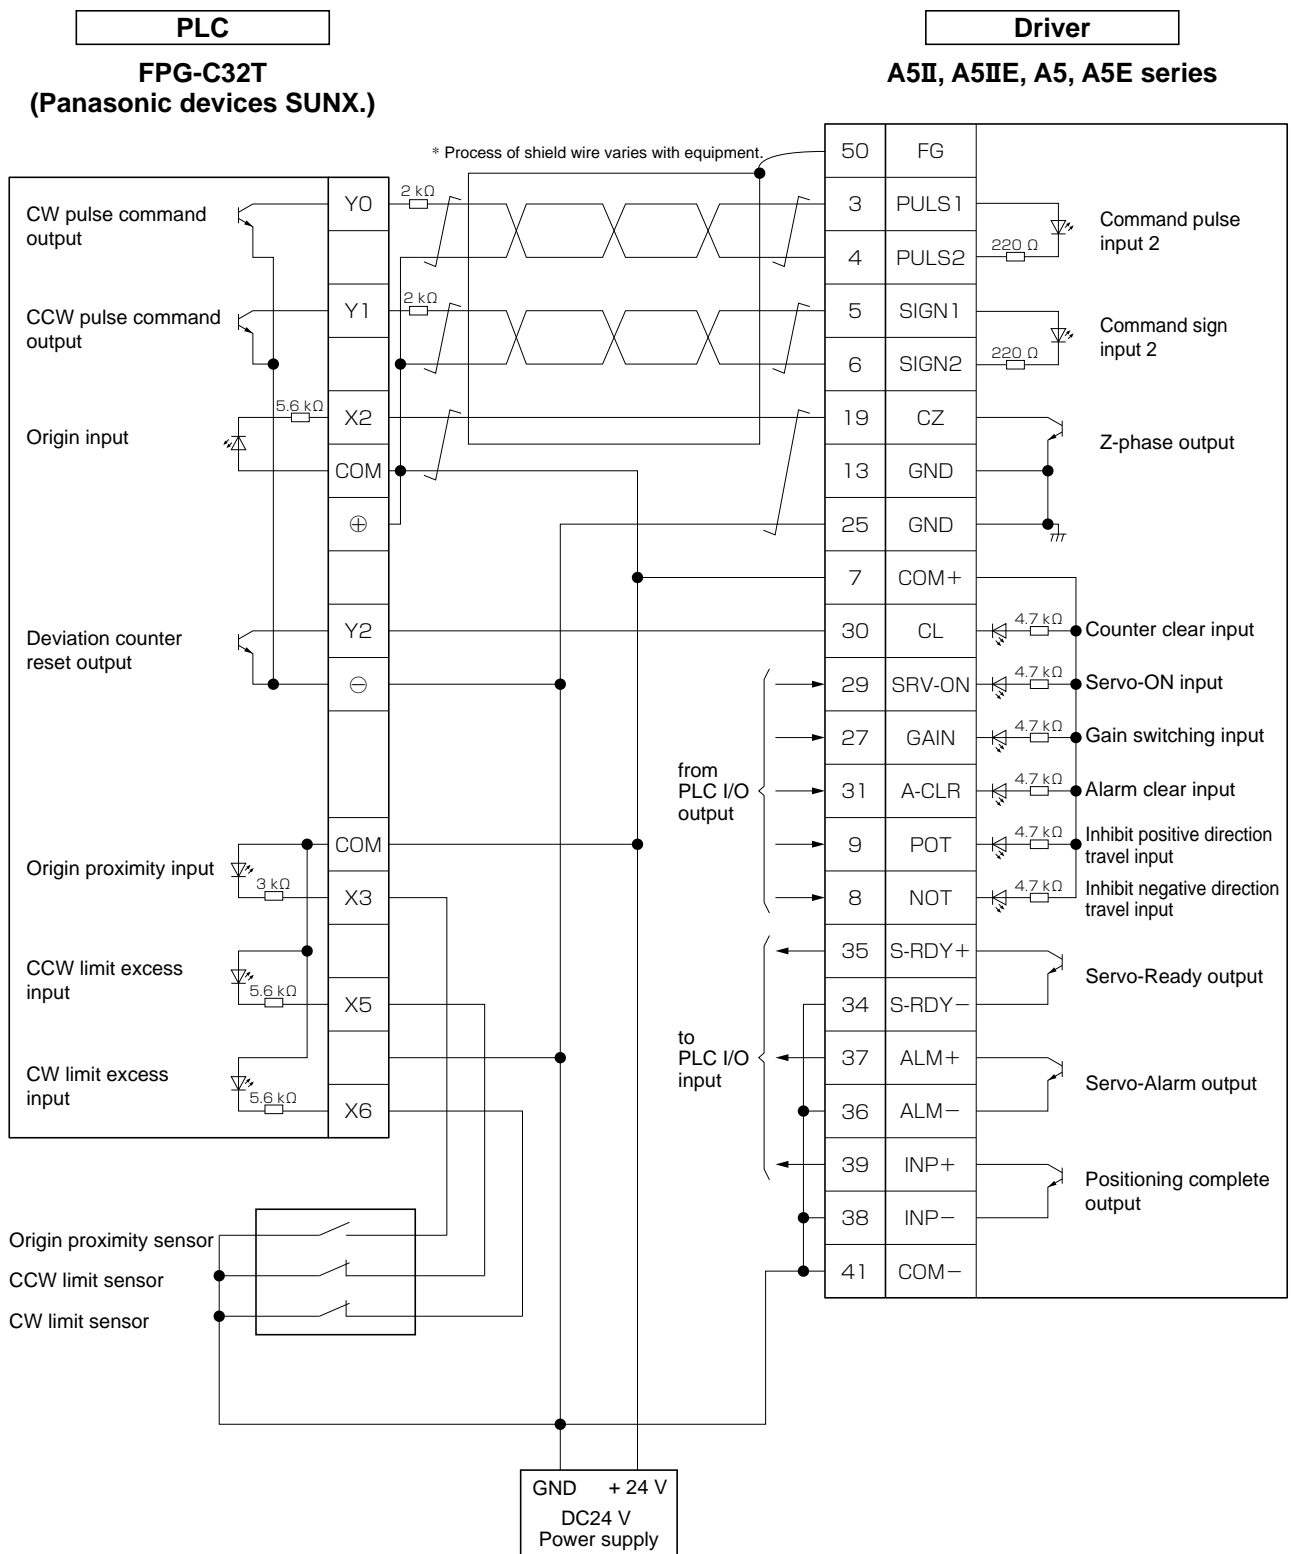 PLC
Driver
FPG-C32T
(Panasonic devices SUNX.)
A5II, A5IIE, A5, A5E series
* Process of shield wire varies with equipment.
CW pulse command
output
CCW pulse command
output
Origin input
Deviation counter
reset output
Origin proximity input
CCW limit excess
input
CW limit excess
input
5.6 kΩ
3 kΩ
5.6 kΩ
5.6 kΩ
Y0
Y1
X2
COM
⊕
Y2
⊖
COM
X3
X5
X6
2 kΩ
2 kΩ
from
PLC I/O
output
to
PLC I/O
input
50 FG
3 PULS1
4 PULS2
5 SIGN1
6 SIGN2
19 CZ
13 GND
25 GND
7 COM+
30 CL
29 SRV-ON
27 GAIN
31 A-CLR
9 POT
8 NOT
35 S-RDY+
34 S-RDY−
37 ALM+
36 ALM−
39 INP+
38 INP−
41 COM−
220 Ω
Command pulse
input 2
220 Ω
Command sign
input 2
Z-phase output
4.7 kΩ Counter clear input
4.7 kΩ Servo-ON input
4.7 kΩ Gain switching input
4.7 kΩ Alarm clear input
4.7 kΩ Inhibit positive direction
travel input
4.7 kΩ Inhibit negative direction
travel input
Servo-Ready output
Servo-Alarm output
Positioning complete
output
Origin proximity sensor
CCW limit sensor
CW limit sensor
GND + 24 V
DC24 V
Power supply